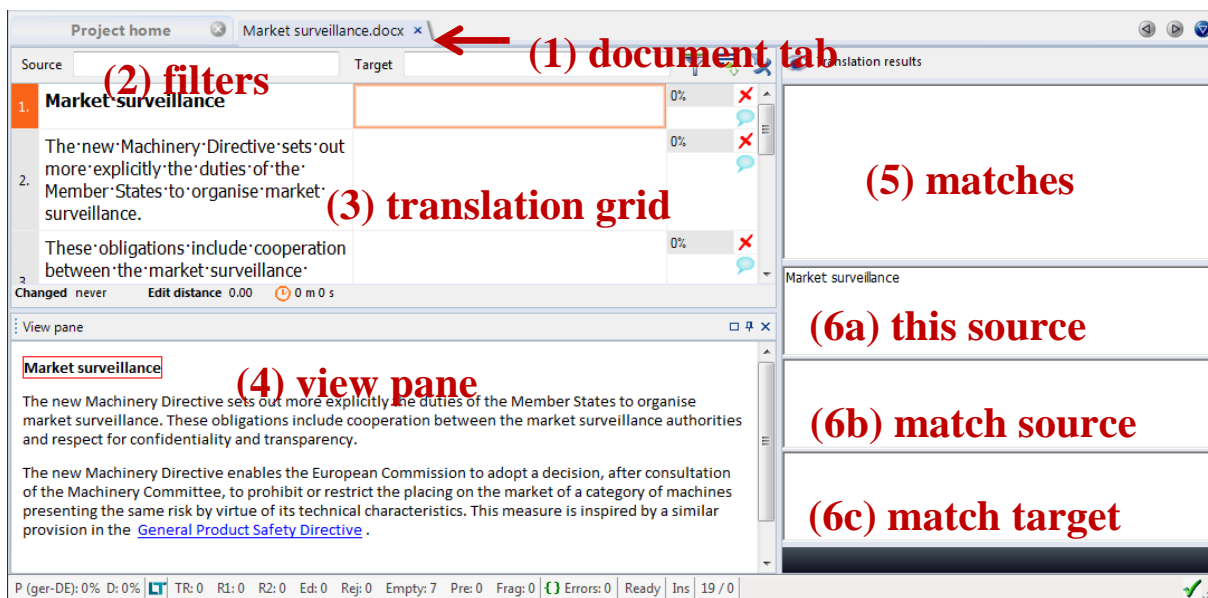 Project home
Market surveillance.docx ×
(1) document tab
Source
Target
Translation results
(2) filters
1. Market surveillance
0%
2. The·new·Machinery·Directive·sets·out
more·explicitly·the·duties·of·the·
Member·States·to·organise·market·
surveillance.
0%
(3) translation grid
3 These·obligations·include·cooperation
between·the·market·surveillance·
0%
Changed never Edit distance 0.00 0 m 0 s
(5) matches
Market surveillance
(6a) this source
(6b) match source
(6c) match target
View pane
Market surveillance
(4) view pane
The new Machinery Directive sets out more explicitly the duties of the Member States to organise
market surveillance. These obligations include cooperation between the market surveillance authorities
and respect for confidentiality and transparency.
The new Machinery Directive enables the European Commission to adopt a decision, after consultation
of the Machinery Committee, to prohibit or restrict the placing on the market of a category of machines
presenting the same risk by virtue of its technical characteristics. This measure is inspired by a similar
provision in the General Product Safety Directive .
P (ger-DE): 0% D: 0% LT TR: 0 R1: 0 R2: 0 Ed: 0 Rej: 0 Empty: 7 Pre: 0 Frag: 0 {} Errors: 0 Ready Ins 19 / 0